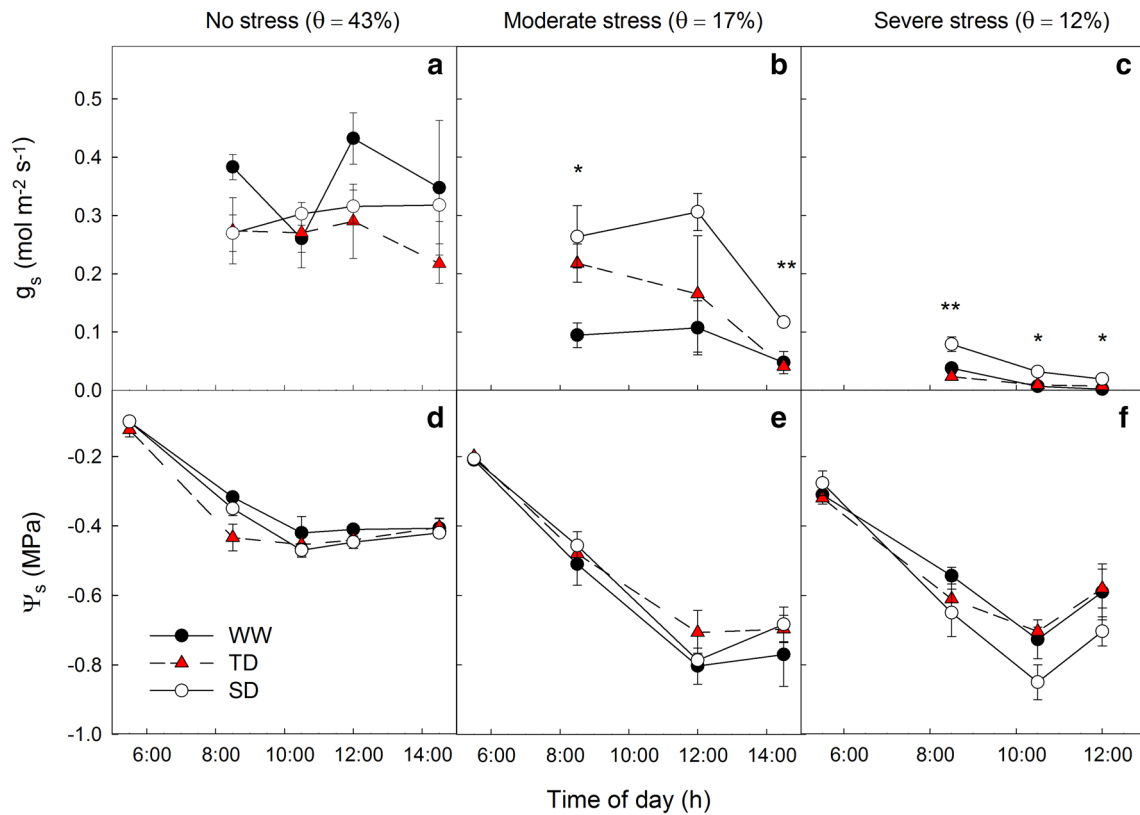 No stress (θ = 43%)
Moderate stress (θ = 17%)
Severe stress (θ = 12%)
a
b
c
gs (mol m-2 s-1)
0.5
0.4
0.3
0.2
0.1
0.0
*
**
**
*
*
d
e
f
Ψs (MPa)
-0.2
-0.4
-0.6
-0.8
-1.0
WW
TD
SD
6:00 8:00 10:00 12:00 14:00
6:00 8:00 10:00 12:00 14:00
6:00 8:00 10:00 12:00
Time of day (h)